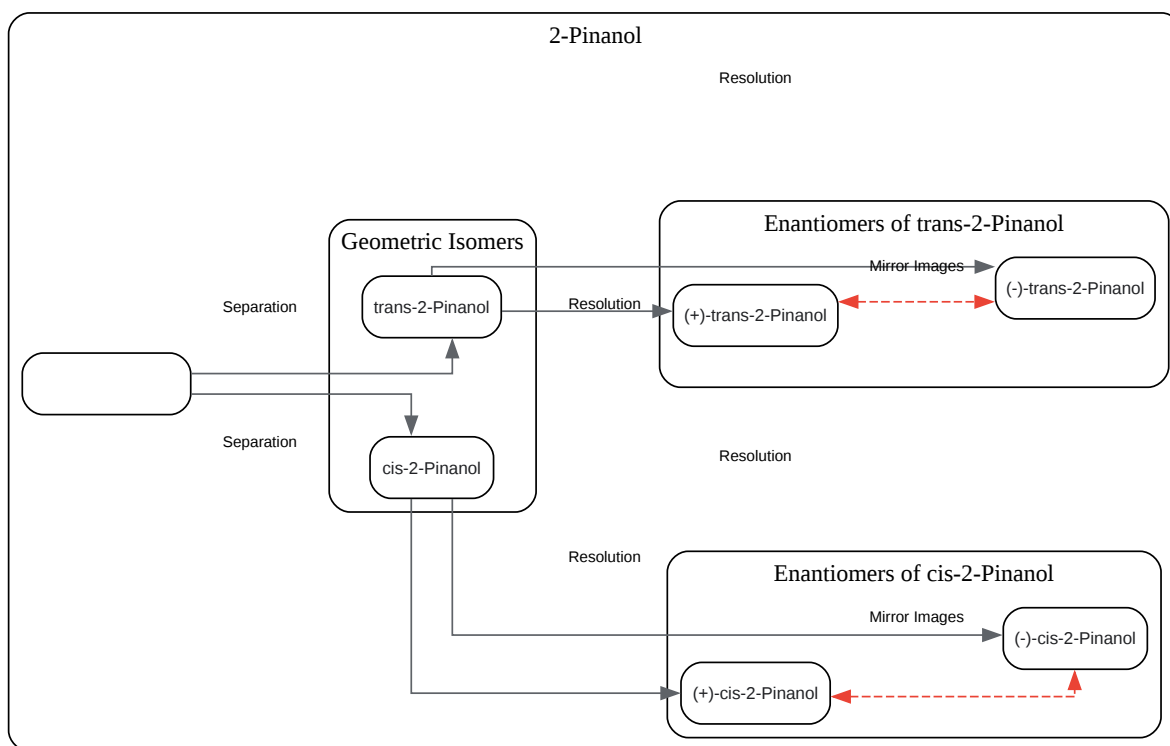 2-Pinanol
Resolution
Enantiomers of trans-2-Pinanol
Geometric Isomers
Mirror Images
(-)-trans-2-Pinanol
Separation
trans-2-Pinanol
Resolution
(+)-trans-2-Pinanol
Separation
cis-2-Pinanol
Resolution
Resolution
Enantiomers of cis-2-Pinanol
Mirror Images
(-)-cis-2-Pinanol
(+)-cis-2-Pinanol